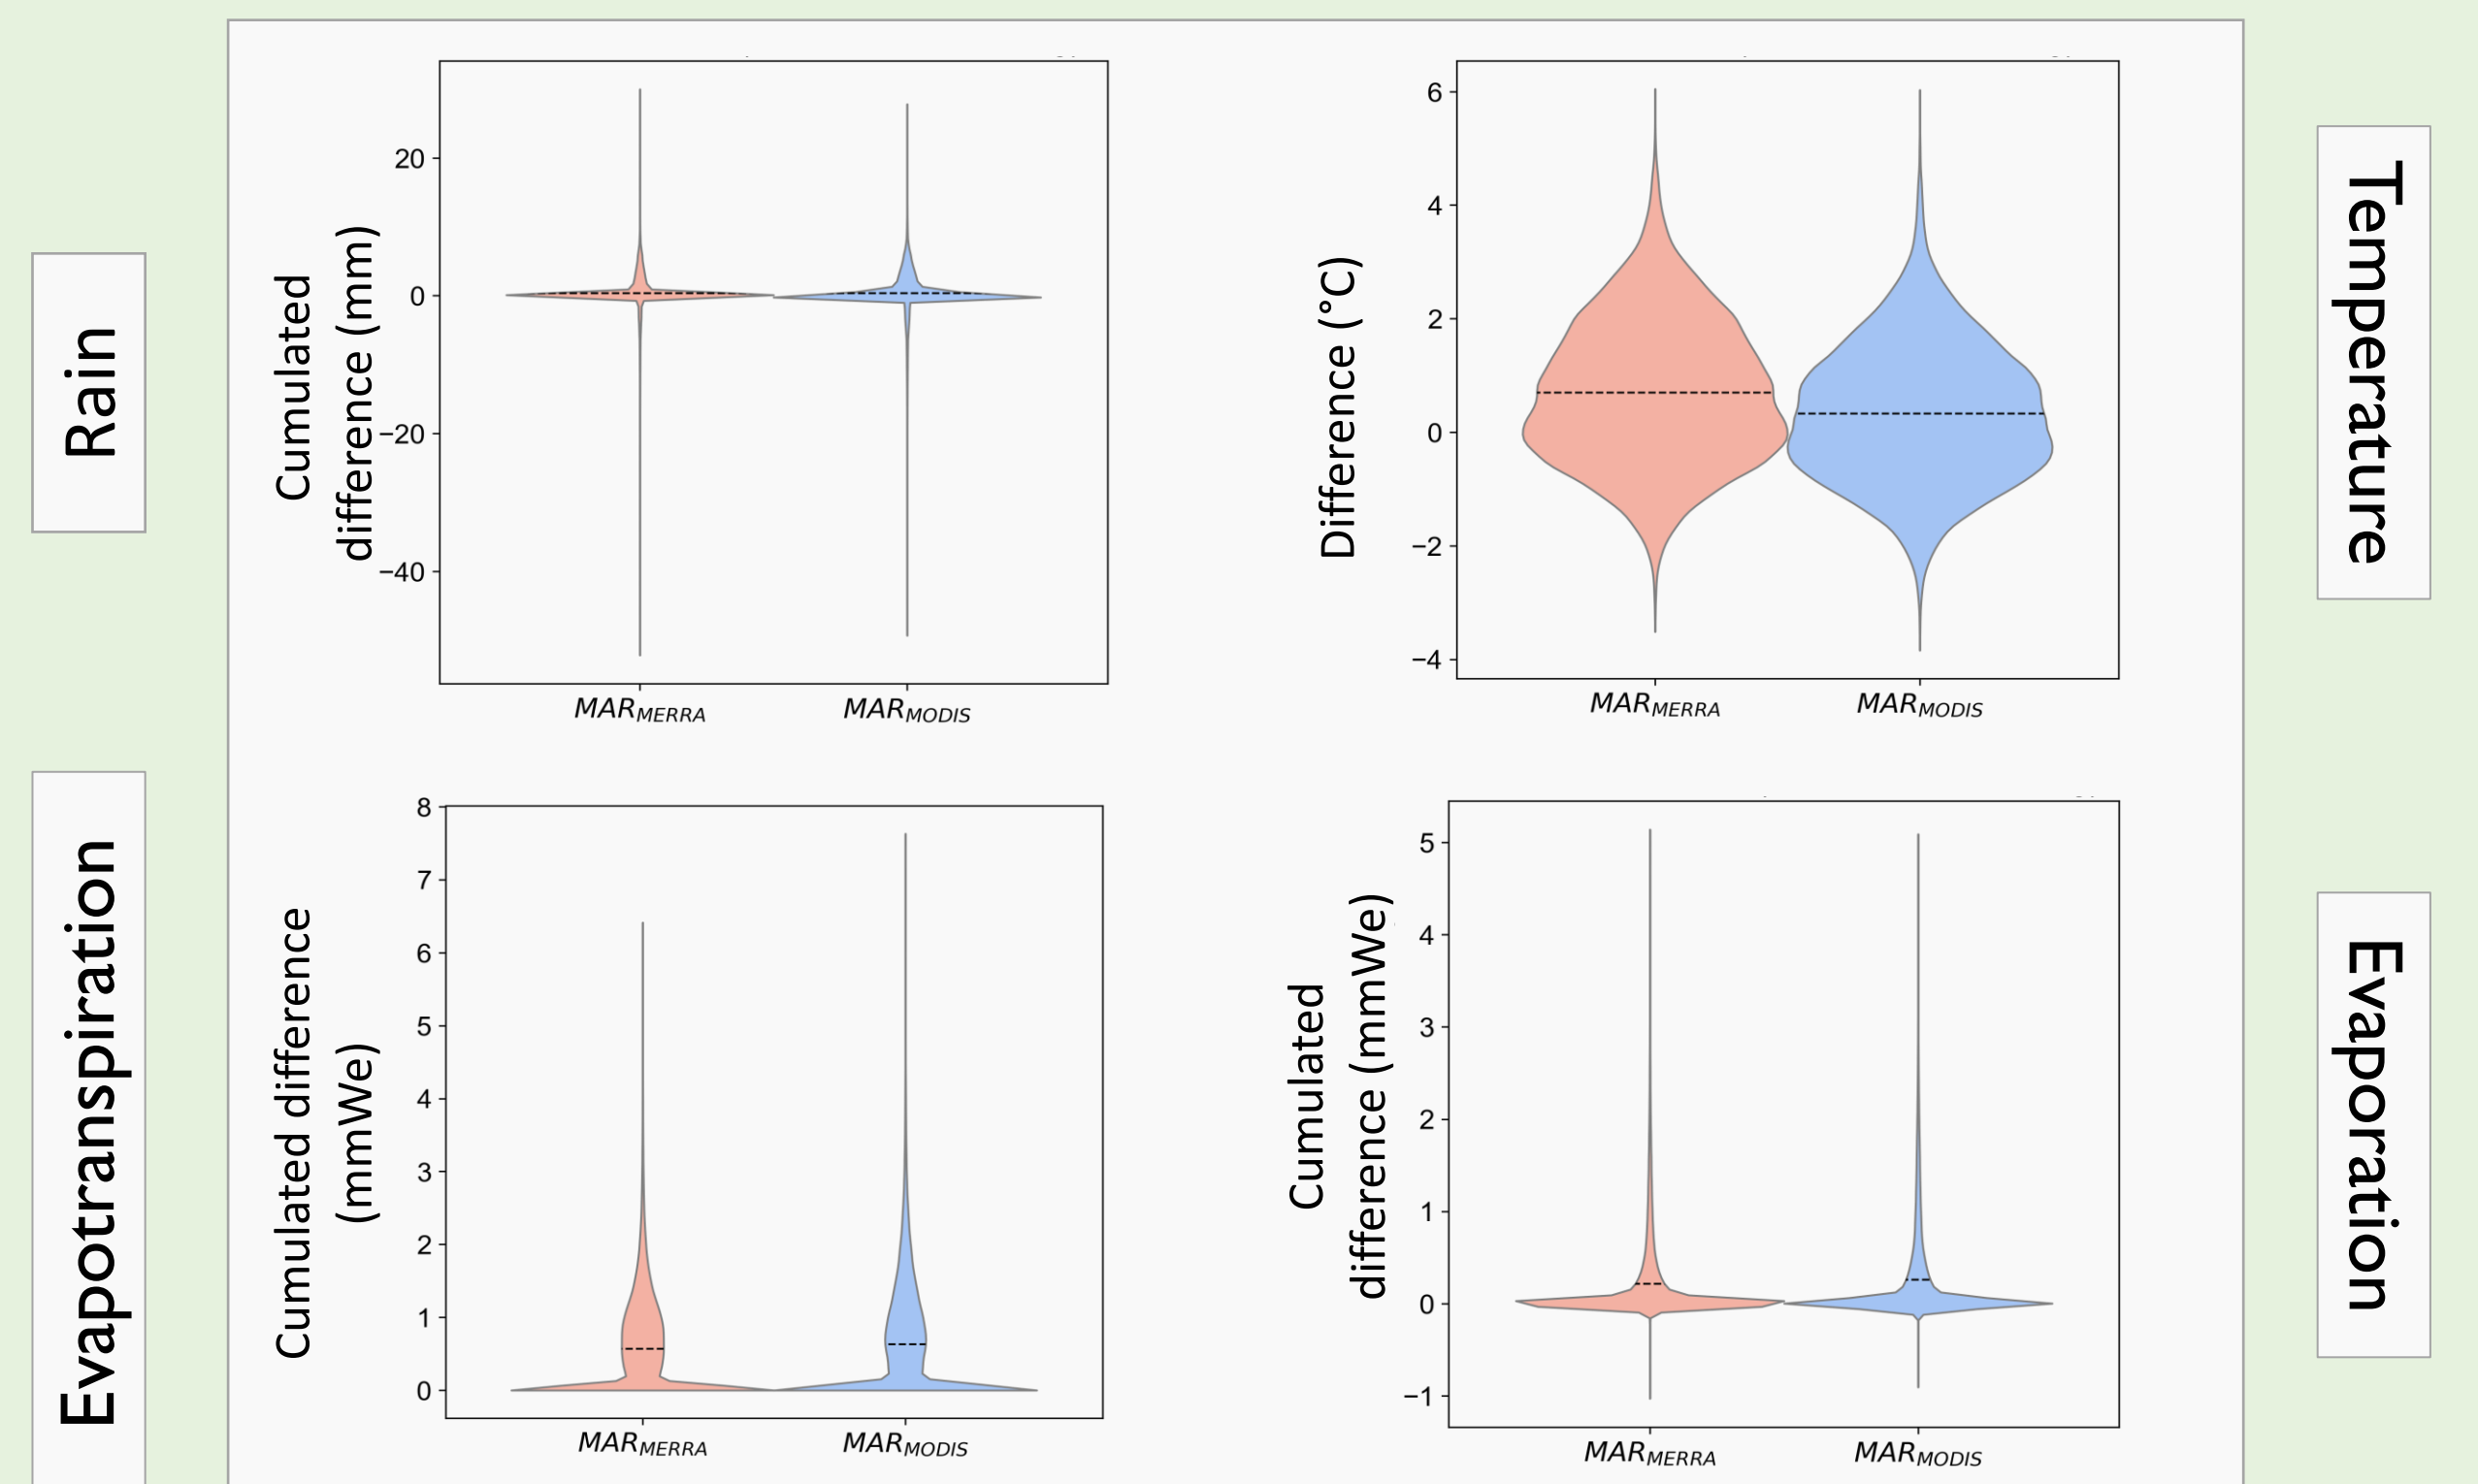 Rain
Cumulated
difference (mm)
20
0
−20
−40
MAR_MERRA
MAR_MODIS
Difference (°C)
6
4
2
0
−2
−4
MAR_MERRA
MAR_MODIS
Temperature
Evapotranspiration
Cumulated difference
(mmWe)
8
7
6
5
4
3
2
1
0
MAR_MERRA
MAR_MODIS
Cumulated
difference (mmWe)
5
4
3
2
1
0
−1
MAR_MERRA
MAR_MODIS
Evaporation